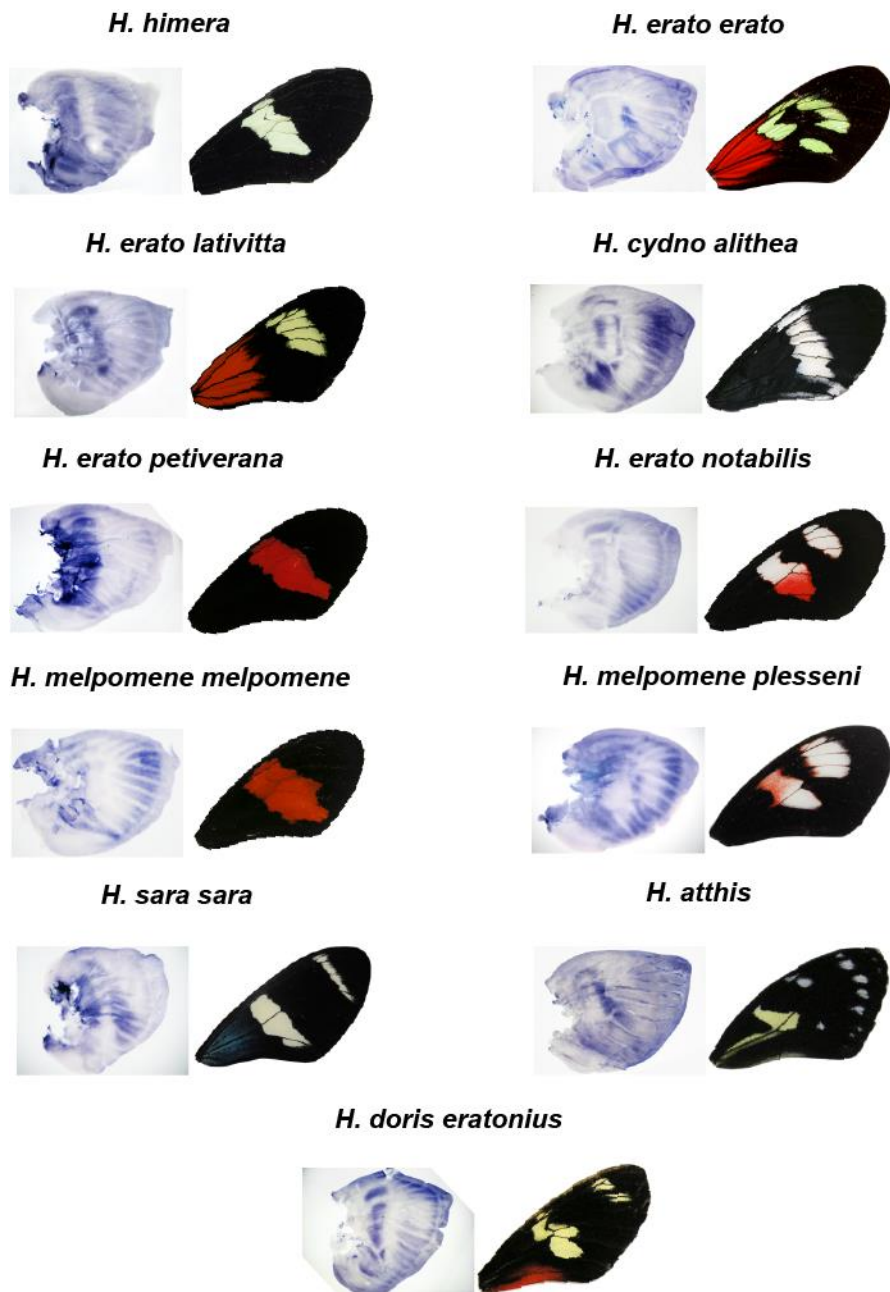 H. himera
H. erato erato
H. erato lativitta
H. cydno alithea
H. erato petiverana
H. erato notabilis
H. melpomene melpomene
H. melpomene plesseni
H. sara sara
H. atthis
H. doris eratonius